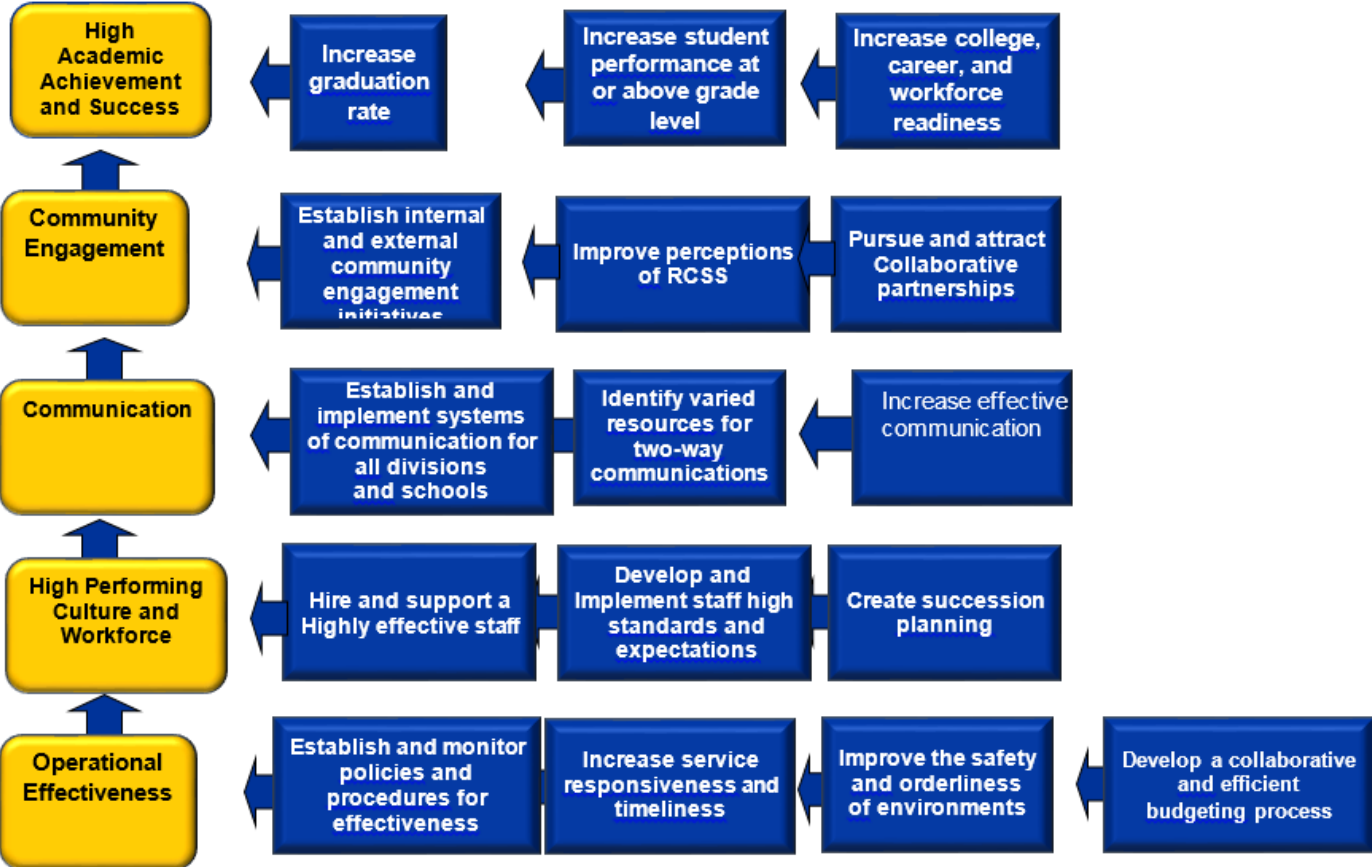 High
Academic
Achievement
and Success
Increase
graduation
rate
Increase student
performance at
or above grade
level
Increase college,
career, and
workforce
readiness
Community
Engagement
Establish internal
and external
community
engagement
initiatives
Improve perceptions
of RCSS
Pursue and attract
Collaborative
partnerships
Communication
Establish and
implement systems
of communication for
all divisions
and schools
Identify varied
resources for
two-way
communications
Increase effective
communication
High Performing
Culture and
Workforce
Hire and support a
Highly effective staff
Develop and
Implement staff high
standards and
expectations
Create succession
planning
Operational
Effectiveness
Establish and monitor
policies and
procedures for
effectiveness
Increase service
responsiveness and
timeliness
Improve the safety
and orderliness
of environments
Develop a collaborative
and efficient
budgeting process